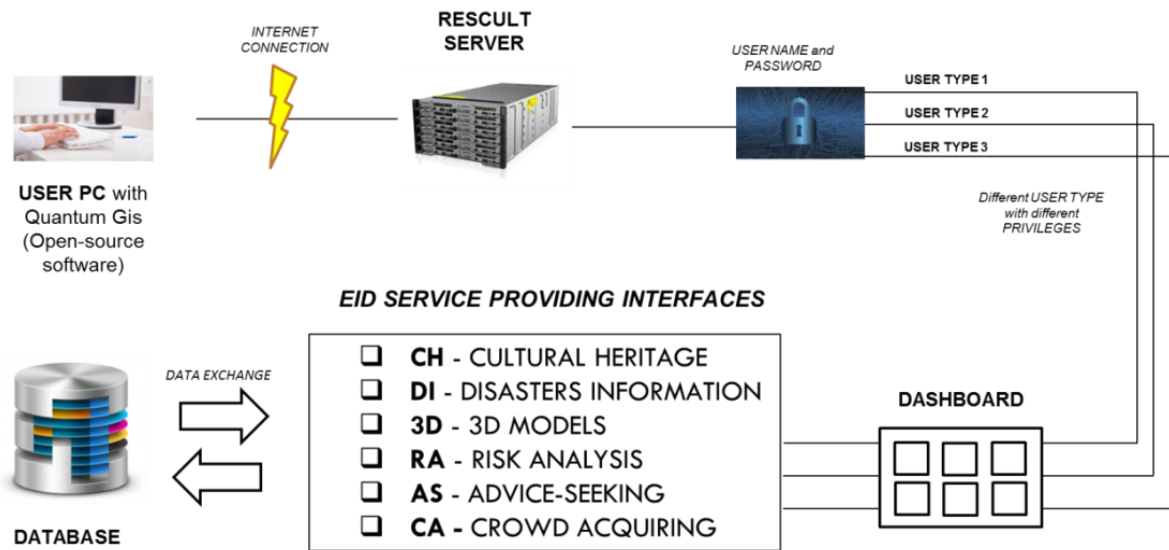 INTERNET
CONNECTION
RESCULT
SERVER
USER NAME and
PASSWORD
USER TYPE 1
USER TYPE 2
USER TYPE 3
USER PC with
Quantum Gis
(Open-source
software)
Different USER TYPE
with different
PRIVILEGES
EID SERVICE PROVIDING INTERFACES
CH - CULTURAL HERITAGE
DI - DISASTERS INFORMATION
3D - 3D MODELS
RA - RISK ANALYSIS
AS - ADVICE-SEEKING
CA - CROWD ACQUIRING
DATA EXCHANGE
DASHBOARD
DATABASE